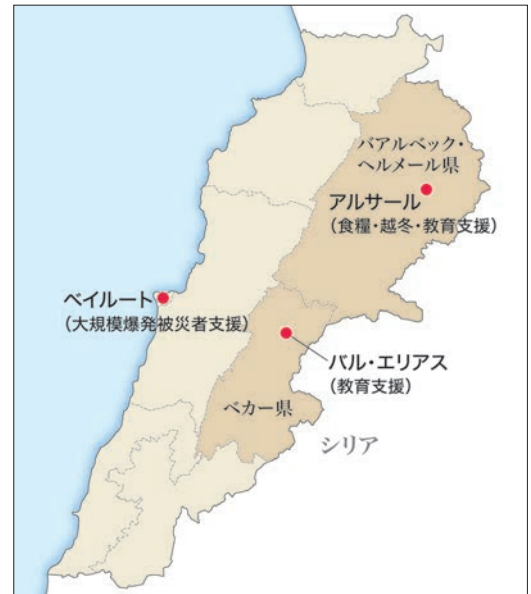 バアルベック・
ヘルメール県
アルサール
（食糧・越冬・教育支援）
ベイルート
（大規模爆発被災者支援）
バル・エリアス
（教育支援）
ベカー県
シリア